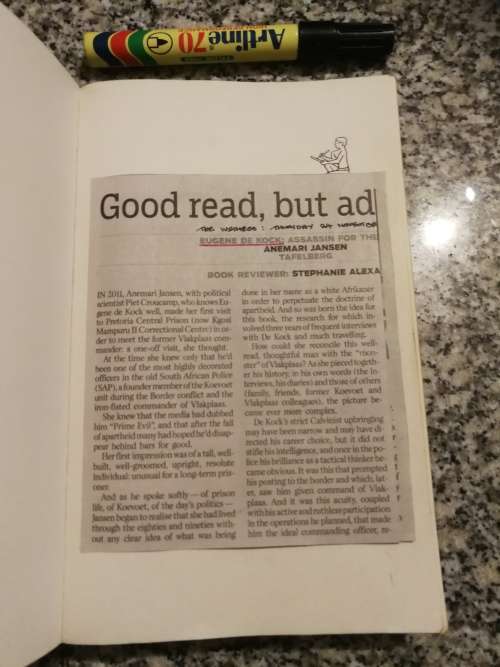 Artline 70
Good read, but ad
THE WITNESS: THURSDAY 24 NOVEMBER
EUGENE DE KOCK: ASSASSIN FOR THE
ANEMARI JANSEN
TAFELBERG
BOOK REVIEWER: STEPHANIE ALEXA
IN 2011, Anemari Jansen, with political
scientist Piet Croucamp, who knows Eu-
gene de Kock well, made her first visit
to Pretoria Central Prison (now Kgosi
Mampuru II Correctional Centre) in or-
der to meet the former Vlakplaas com-
mander: a one-off visit, she thought.
At the time she knew only that he'd
been one of the most highly decorated
officers in the old South African Police
(SAP), a founder member of the Koevoet
unit during the Border conflict and the
iron-fisted commander of Vlakplaas.
She knew that the media had dubbed
him "Prime Evil", and that after the fall
of apartheid many had hoped he'd disap-
pear behind bars for good.
Her first impression was of a tall, well-
built, well-groomed, upright, resolute
individual: unusual for a long-term pris-
oner.
And as he spoke softly — of prison
life, of Koevoet, of the day's politics —
Jansen began to realise that she had lived
through the eighties and nineties with-
out any clear idea of what was being
done in her name as a white Afrikaner
in order to perpetuate the doctrine of
apartheid. And so was born the idea for
this book, the research for which in-
volved three years of frequent interviews
with De Kock and much travelling.
How could she reconcile this well-
read, thoughtful man with the "mon-
ster" of Vlakplaas? As she pieced togeth-
er his history, in his own words (the in-
terviews, his diaries) and those of others
(family, friends, former Koevoet and
Vlakplaas colleagues), the picture be-
came ever more complex.
De Kock's strict Calvinist upbringing
may have been narrow and may have di-
rected his career choice, but it did not
stifle his intelligence, and once in the po-
lice his brilliance as a tactical thinker be-
came obvious. It was this that prompted
his posting to the border and which, lat-
er, saw him given command of Vlak-
plaas. And it was this acuity, coupled
with his active and ruthless participation
in the operations he planned, that made
him the ideal commanding officer, re-